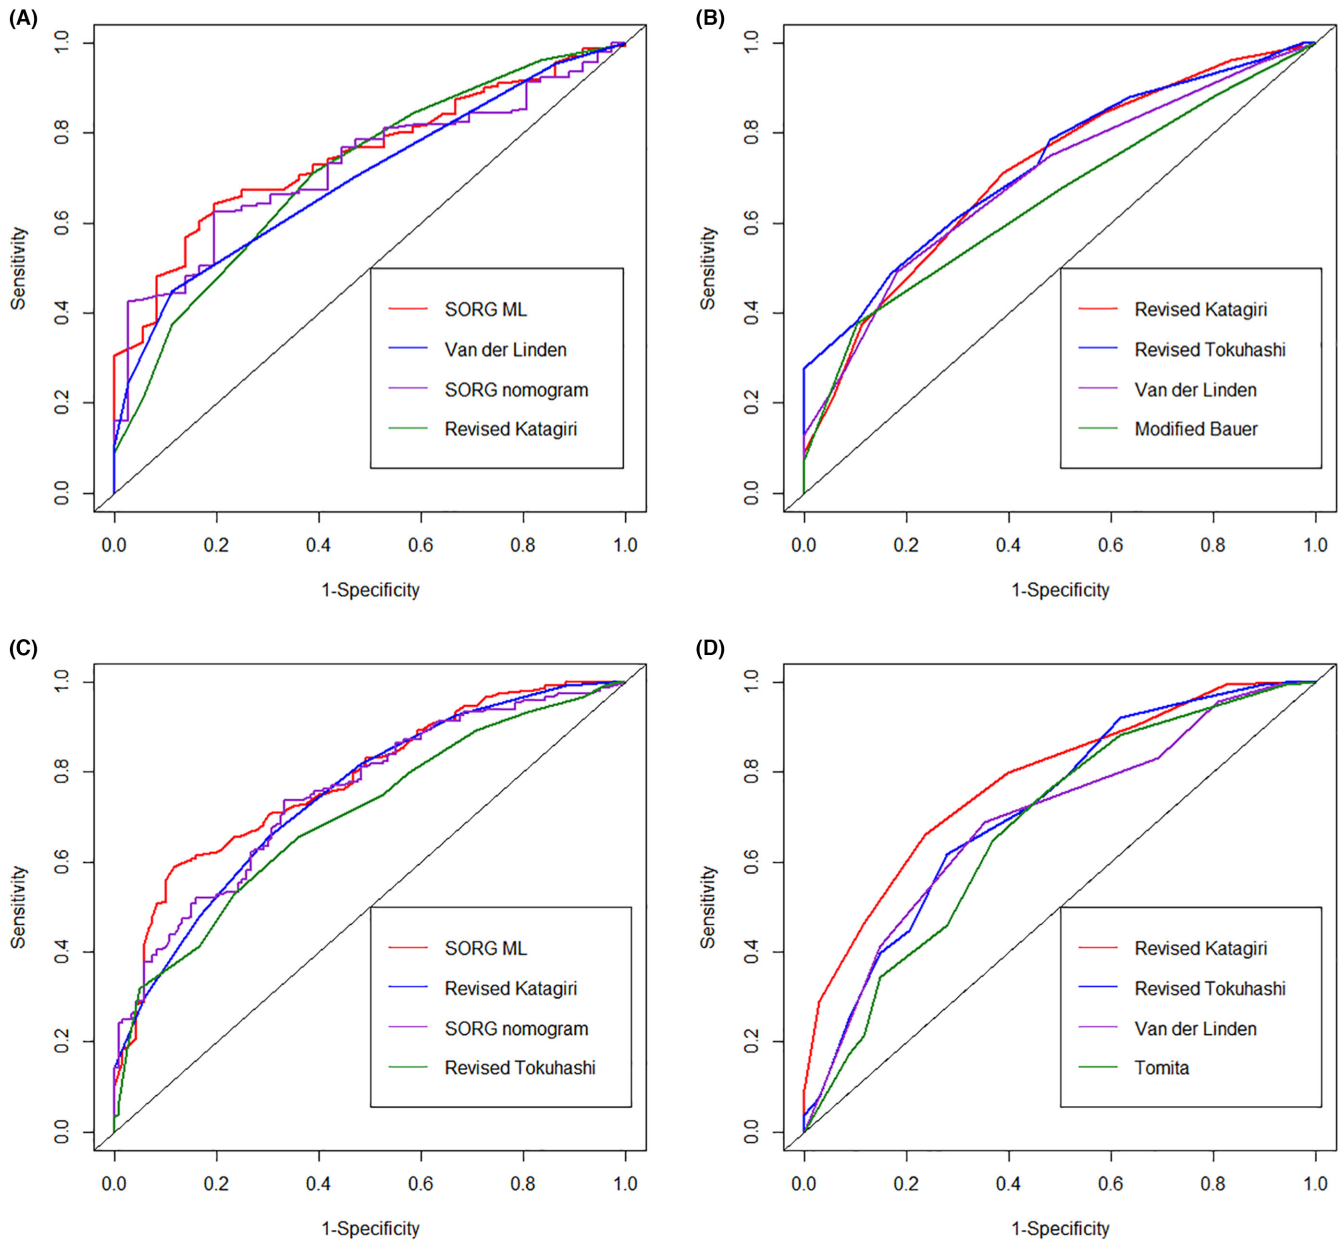 (A)
Sensitivity
1.0
0.8
0.6
0.4
0.2
0.0
SORG ML
Van der Linden
SORG nomogram
Revised Katagiri
0.0 0.2 0.4 0.6 0.8 1.0
1-Specificity
(B)
Sensitivity
1.0
0.8
0.6
0.4
0.2
0.0
Revised Katagiri
Revised Tokuhashi
Van der Linden
Modified Bauer
0.0 0.2 0.4 0.6 0.8 1.0
1-Specificity
(C)
Sensitivity
1.0
0.8
0.6
0.4
0.2
0.0
SORG ML
Revised Katagiri
SORG nomogram
Revised Tokuhashi
0.0 0.2 0.4 0.6 0.8 1.0
1-Specificity
(D)
Sensitivity
1.0
0.8
0.6
0.4
0.2
0.0
Revised Katagiri
Revised Tokuhashi
Van der Linden
Tomita
0.0 0.2 0.4 0.6 0.8 1.0
1-Specificity